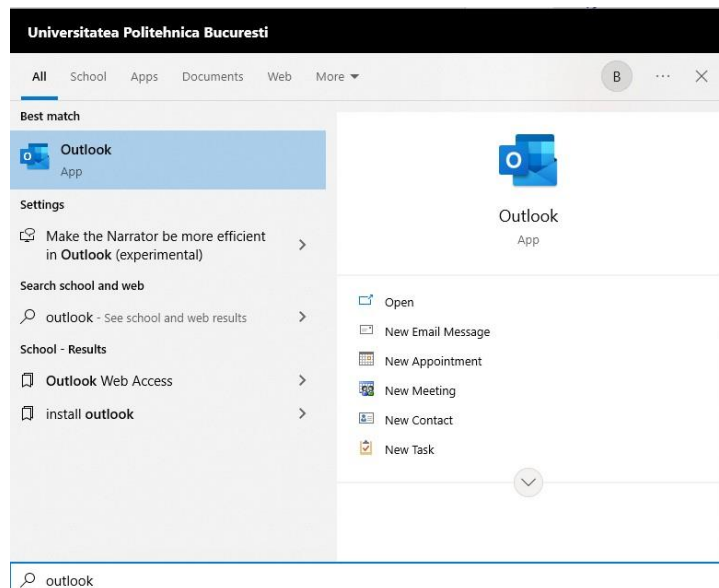 Universitatea Politehnica Bucuresti
All School Apps Documents Web More B ...
Best match
Outlook
App
Settings
Make the Narrator be more efficient
in Outlook (experimental)
Search school and web
outlook - See school and web results
School - Results
Outlook Web Access
install outlook
Outlook
App
Open
New Email Message
New Appointment
New Meeting
New Contact
New Task
outlook